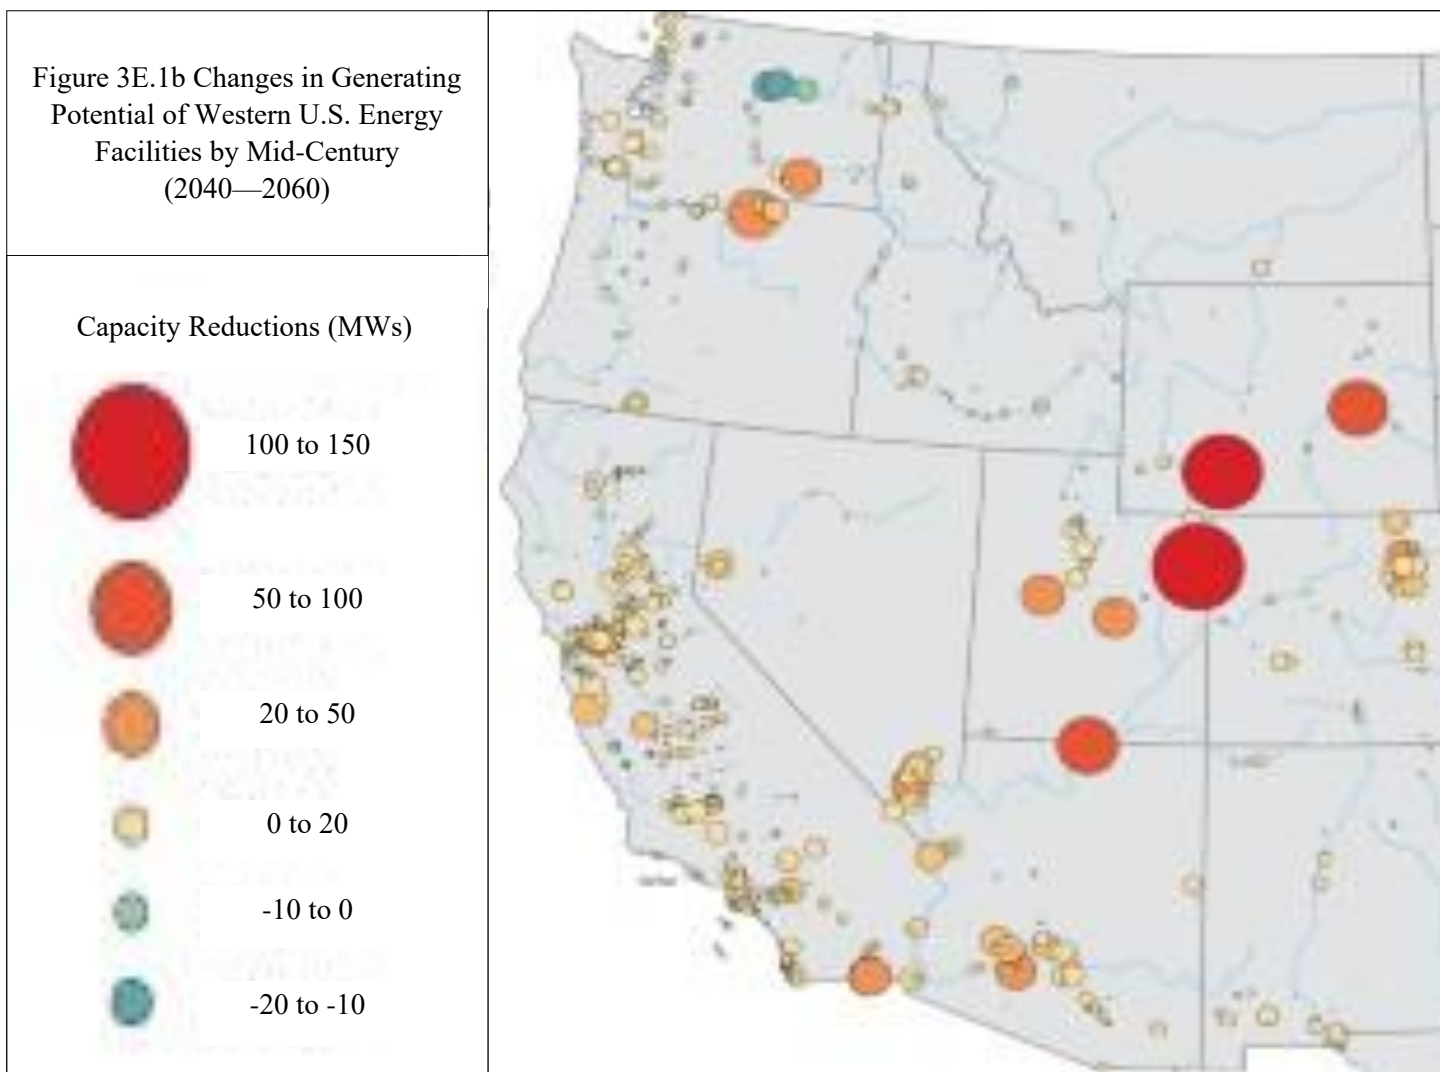 Figure 3E.1b Changes in Generating
Potential of Western U.S. Energy
Facilities by Mid-Century
(2040—2060)
Capacity Reductions (MWs)
100 to 150
50 to 100
20 to 50
0 to 20
-10 to 0
-20 to -10